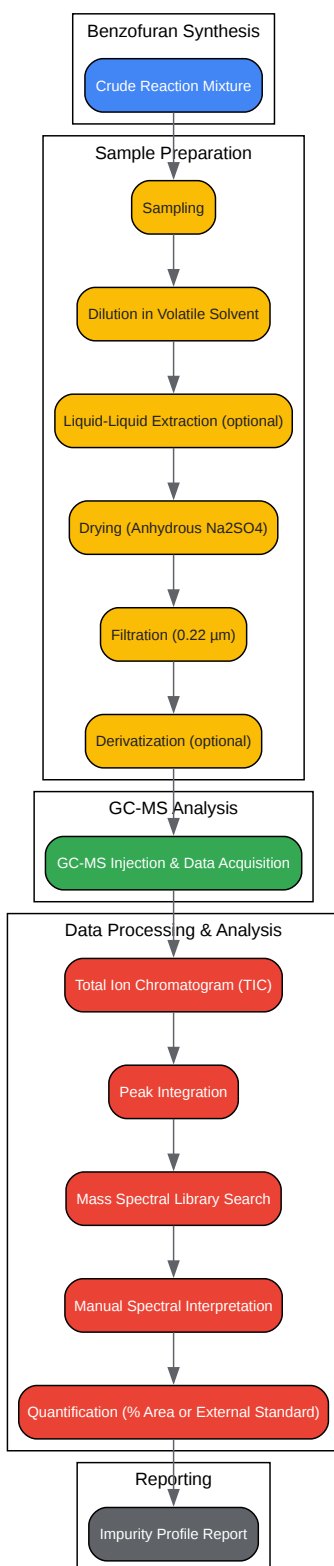 Benzofuran Synthesis
Crude Reaction Mixture
Sample Preparation
Sampling
Dilution in Volatile Solvent
Liquid-Liquid Extraction (optional)
Drying (Anhydrous Na2SO4)
Filtration (0.22 µm)
Derivatization (optional)
GC-MS Analysis
GC-MS Injection & Data Acquisition
Data Processing & Analysis
Total Ion Chromatogram (TIC)
Peak Integration
Mass Spectral Library Search
Manual Spectral Interpretation
Quantification (% Area or External Standard)
Reporting
Impurity Profile Report